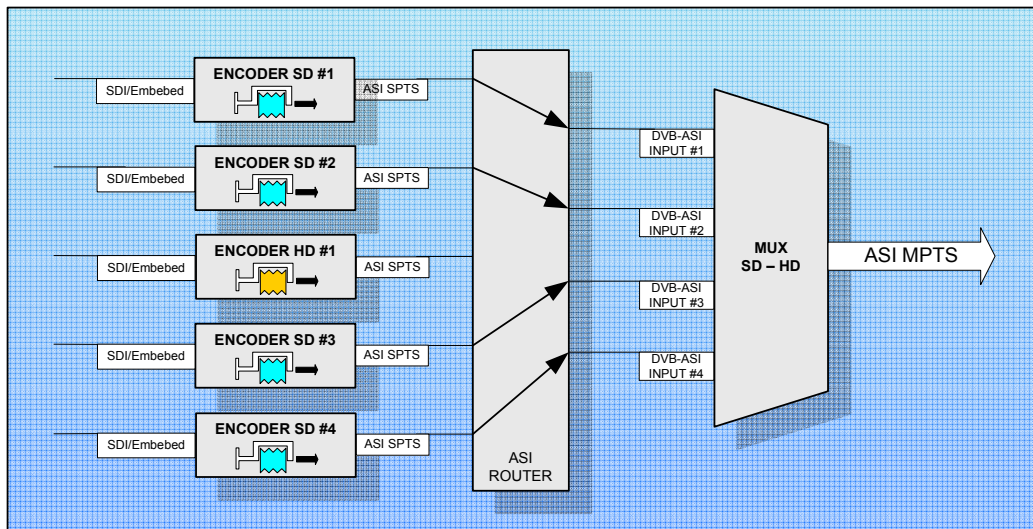 ENCODER SD #1
SDI/Embebed
ASI SPTS
ENCODER SD #2
SDI/Embebed
ASI SPTS
ENCODER HD #1
SDI/Embebed
ASI SPTS
ENCODER SD #3
SDI/Embebed
ASI SPTS
ENCODER SD #4
SDI/Embebed
ASI SPTS
ASI
ROUTER
DVB-ASI
INPUT #1
DVB-ASI
INPUT #2
DVB-ASI
INPUT #3
DVB-ASI
INPUT #4
MUX
SD – HD
ASI MPTS